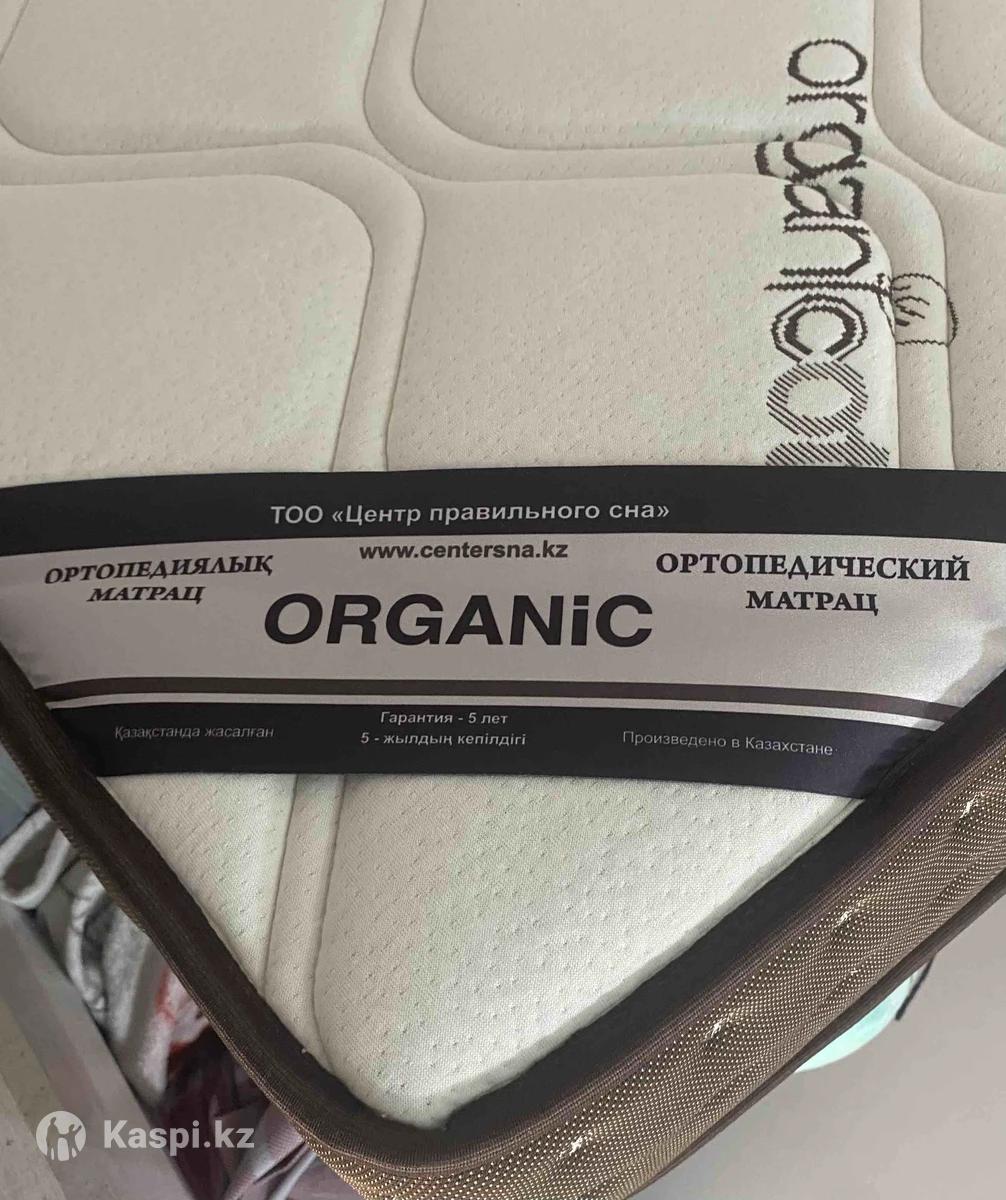 organic co
ТОО «Центр правильного сна»
www.centersna.kz
ОРТОПЕДИЯЛЫҚ
МАТРАЦ
ORGANiC
ОРТОПЕДИЧЕСКИЙ
МАТРАЦ
Қазақстанда жасалған
Гарантия - 5 лет
5 - жылдың кепілдігі
Произведено в Казахстане
Kaspi.kz